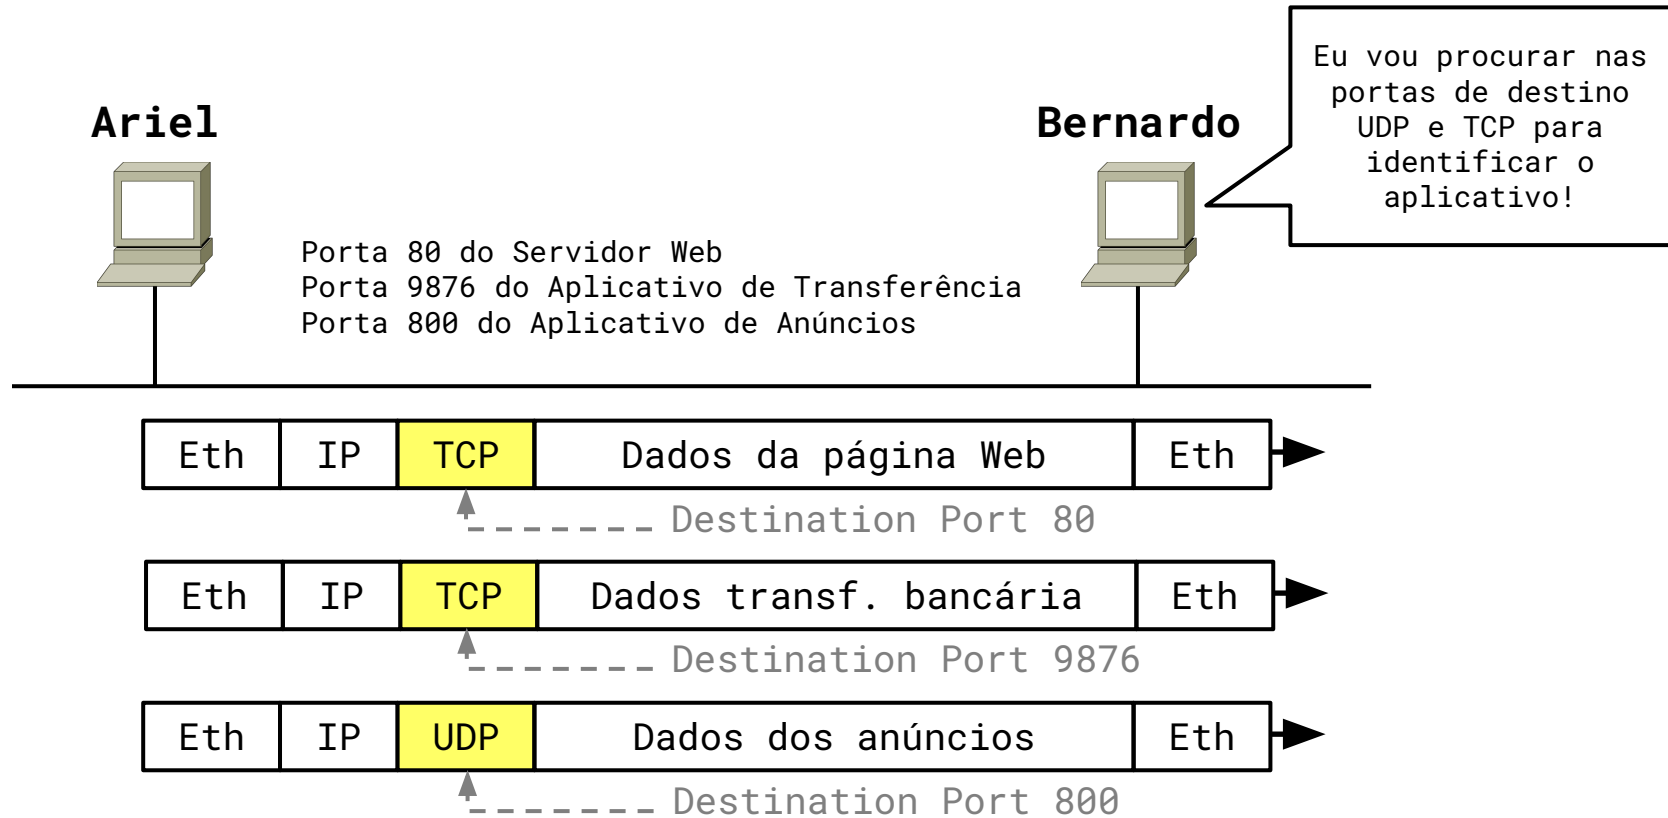 Eu vou procurar nas
portas de destino
UDP e TCP para
identificar o
aplicativo!
Ariel
Bernardo
Porta 80 do Servidor Web
Porta 9876 do Aplicativo de Transferência
Porta 800 do Aplicativo de Anúncios
Eth IP TCP Dados da página Web Eth
Destination Port 80
Eth IP TCP Dados transf. bancária Eth
Destination Port 9876
Eth IP UDP Dados dos anúncios Eth
Destination Port 800